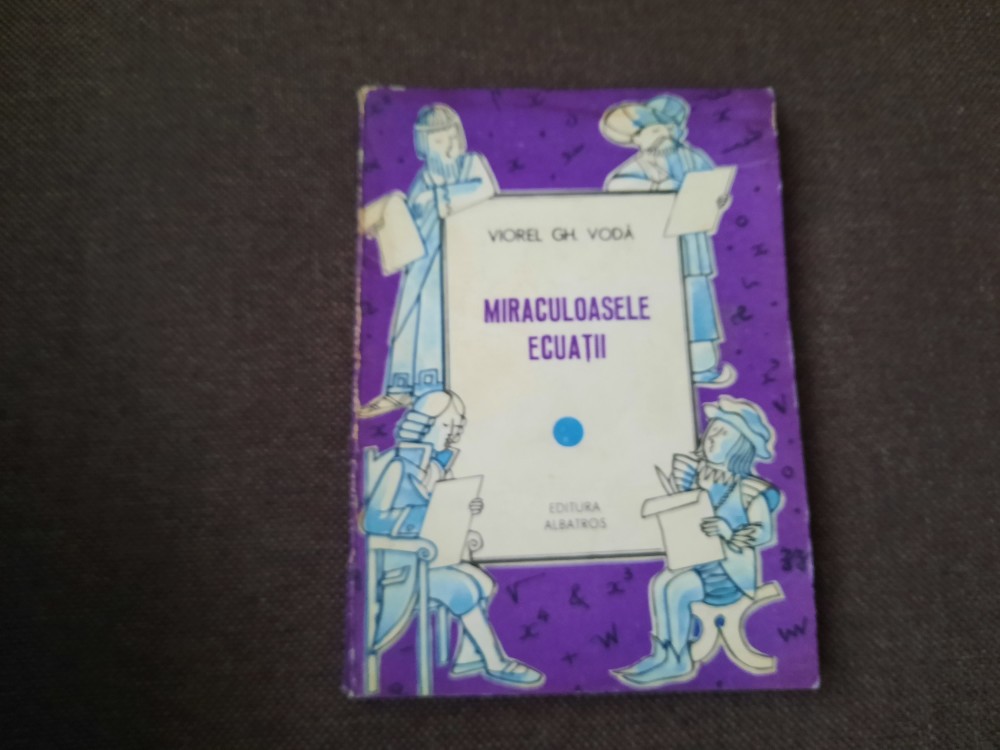 VIOREL GH. VODĂ
MIRACULOASELE
ECUAȚII
EDITURA
ALBATROS